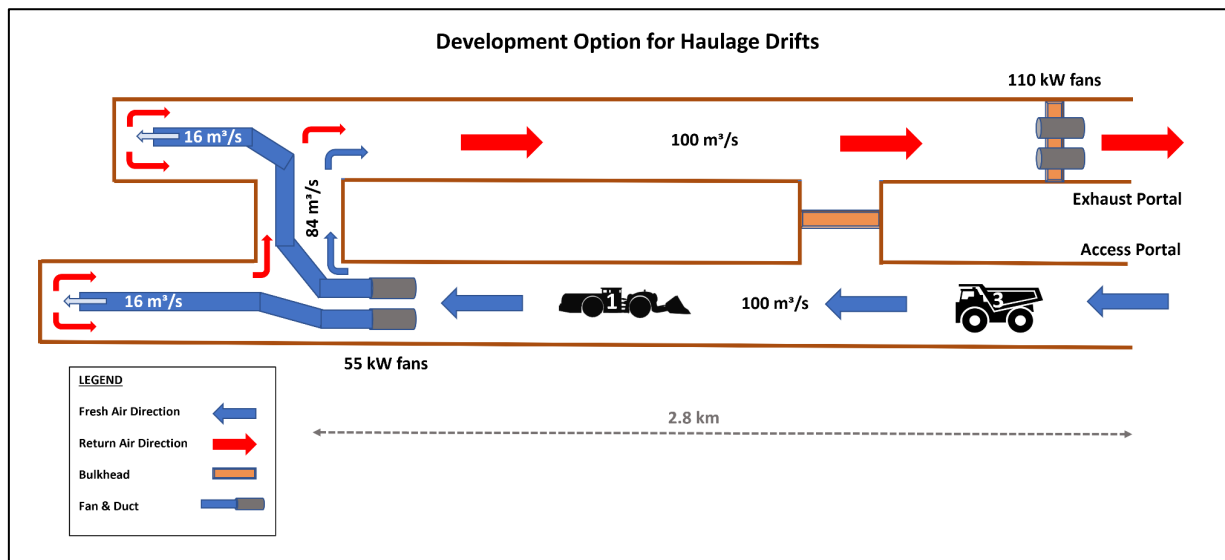 Development Option for Haulage Drifts
110 kW fans
16 m³/s
100 m³/s
84 m³/s
Exhaust Portal
Access Portal
16 m³/s
1
100 m³/s
3
55 kW fans
LEGEND
Fresh Air Direction
Return Air Direction
Bulkhead
Fan & Duct
2.8 km